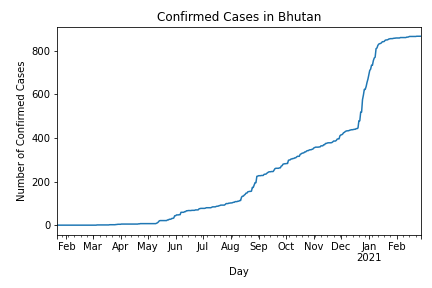 Confirmed Cases in Bhutan
Number of Confirmed Cases
800
600
400
200
0
Feb Mar Apr May Jun Jul Aug Sep Oct Nov Dec Jan Feb
2021
Day